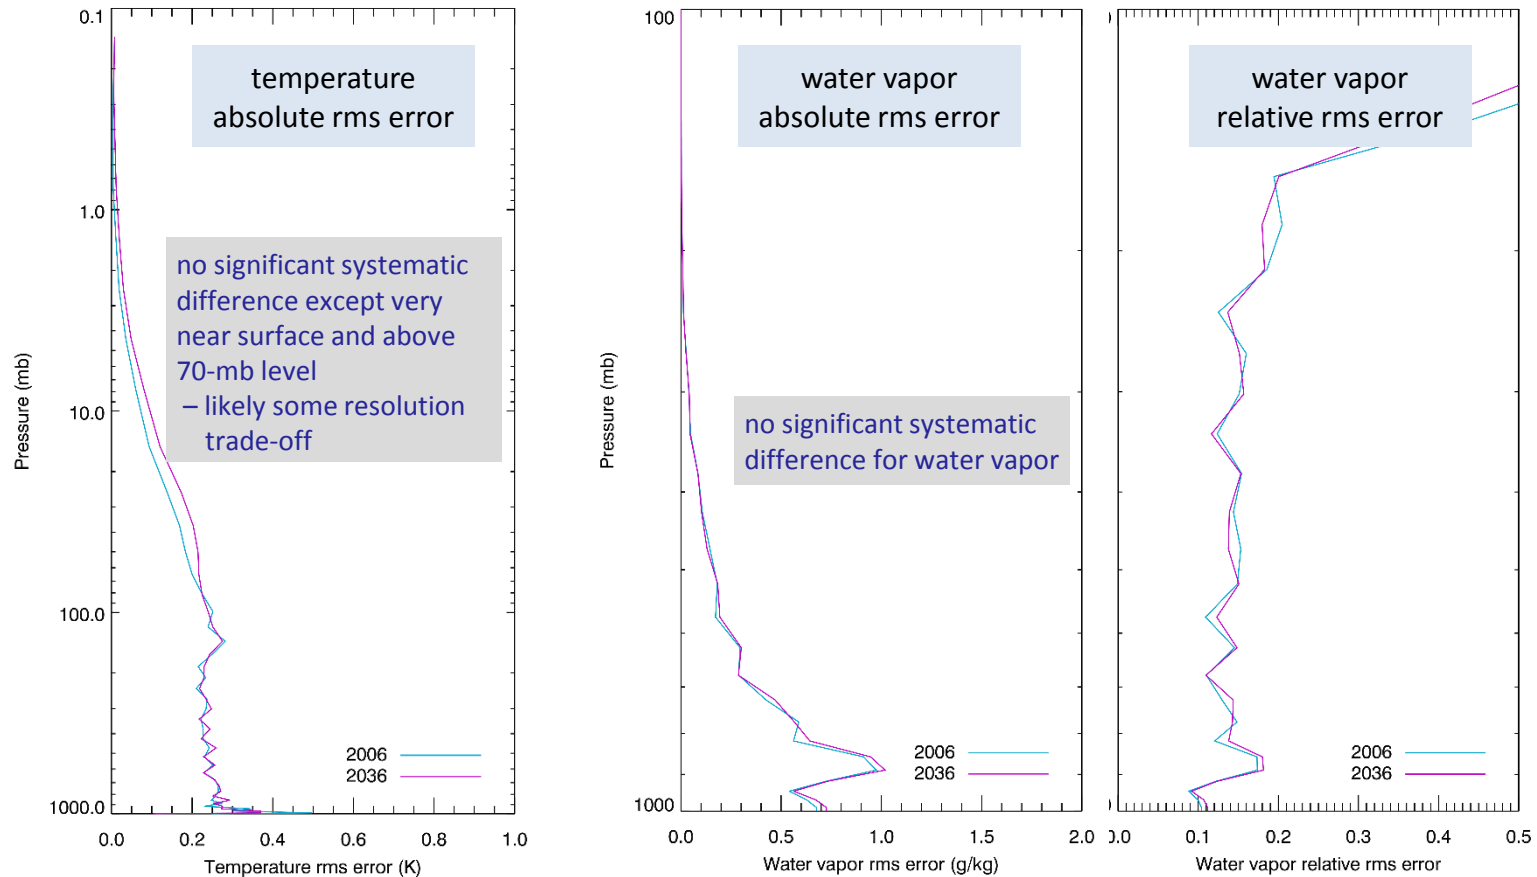 temperature
absolute rms error
0.1
1.0
10.0
100.0
1000.0
Pressure (mb)
no significant systematic
difference except very
near surface and above
70-mb level
– likely some resolution
trade-off
2006
2036
0.0 0.2 0.4 0.6 0.8 1.0
Temperature rms error (K)
water vapor
absolute rms error
100
1000
Pressure (mb)
no significant systematic
difference for water vapor
2006
2036
0.0 0.5 1.0 1.5 2.0
Water vapor rms error (g/kg)
water vapor
relative rms error
2006
2036
0.0 0.1 0.2 0.3 0.4 0.5
Water vapor relative rms error